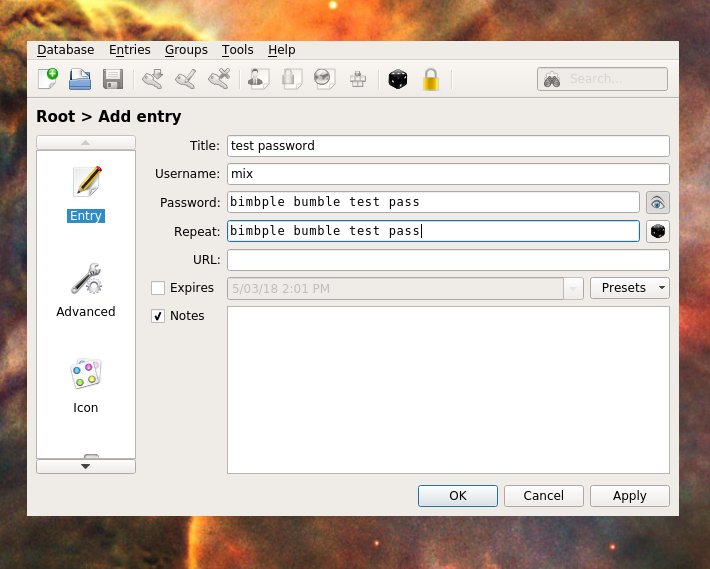 Database Entries Groups Tools Help
Search...
Root > Add entry
Title: test password
Username: mix
Password: bimbple bumble test pass
Repeat: bimbple bumble test pass
URL:
Expires 5/03/18 2:01 PM Presets
Notes
Entry
Advanced
Icon
OK Cancel Apply